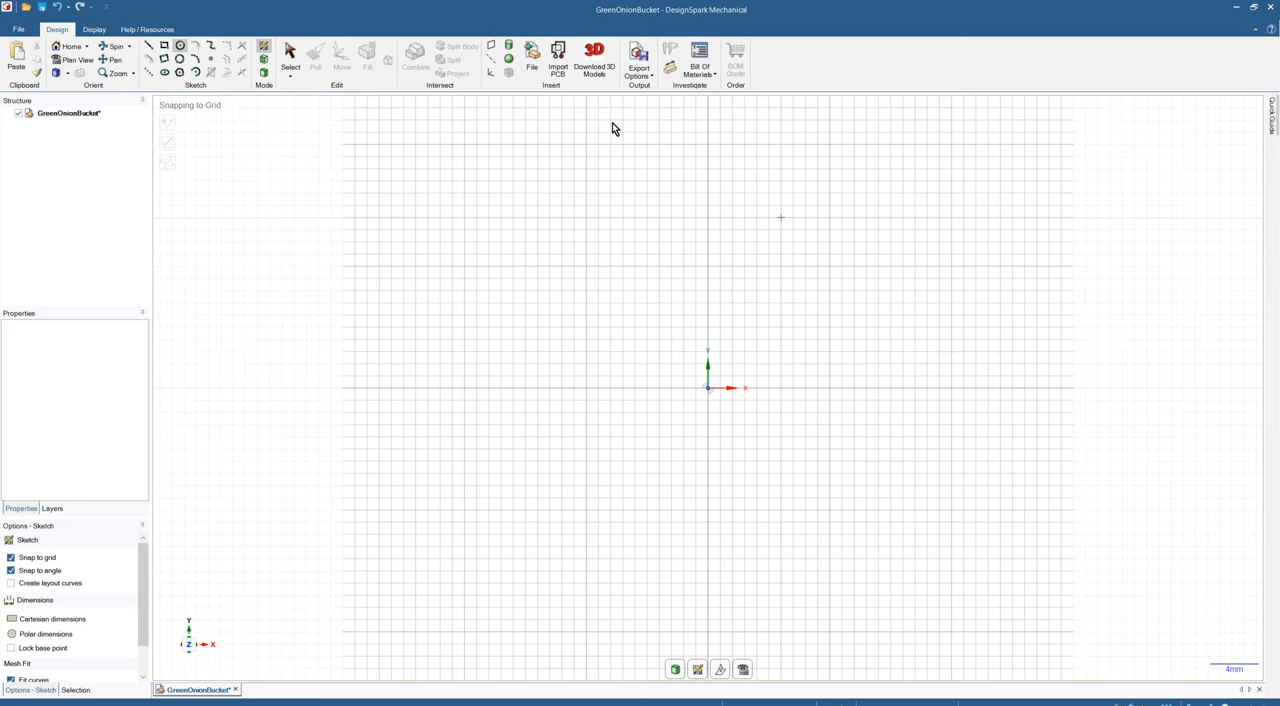 GreenOnionBucket - DesignSpark Mechanical
File
Design
Display
Help / Resources
Home
Spin
Plan View
Pan
Zoom
Paste
Select
Pull
Move
Fill
Combine
Split Body
Split
Project
File
Import
PCB
Download 3D
Models
3D
Export
Options
Bill Of
Materials
BOM
Quote
Clipboard
Orient
Sketch
Mode
Edit
Intersect
Insert
Output
Investigate
Order
Structure
GreenOnionBucket*
Snapping to Grid
Quick Guide
Properties
Y
X
Properties
Layers
Options - Sketch
Sketch
Snap to grid
Snap to angle
Create layout curves
Dimensions
Cartesian dimensions
Polar dimensions
Lock base point
Mesh Fit
Fit curves
Y
Z
X
4mm
Options - Sketch
Selection
GreenOnionBucket*